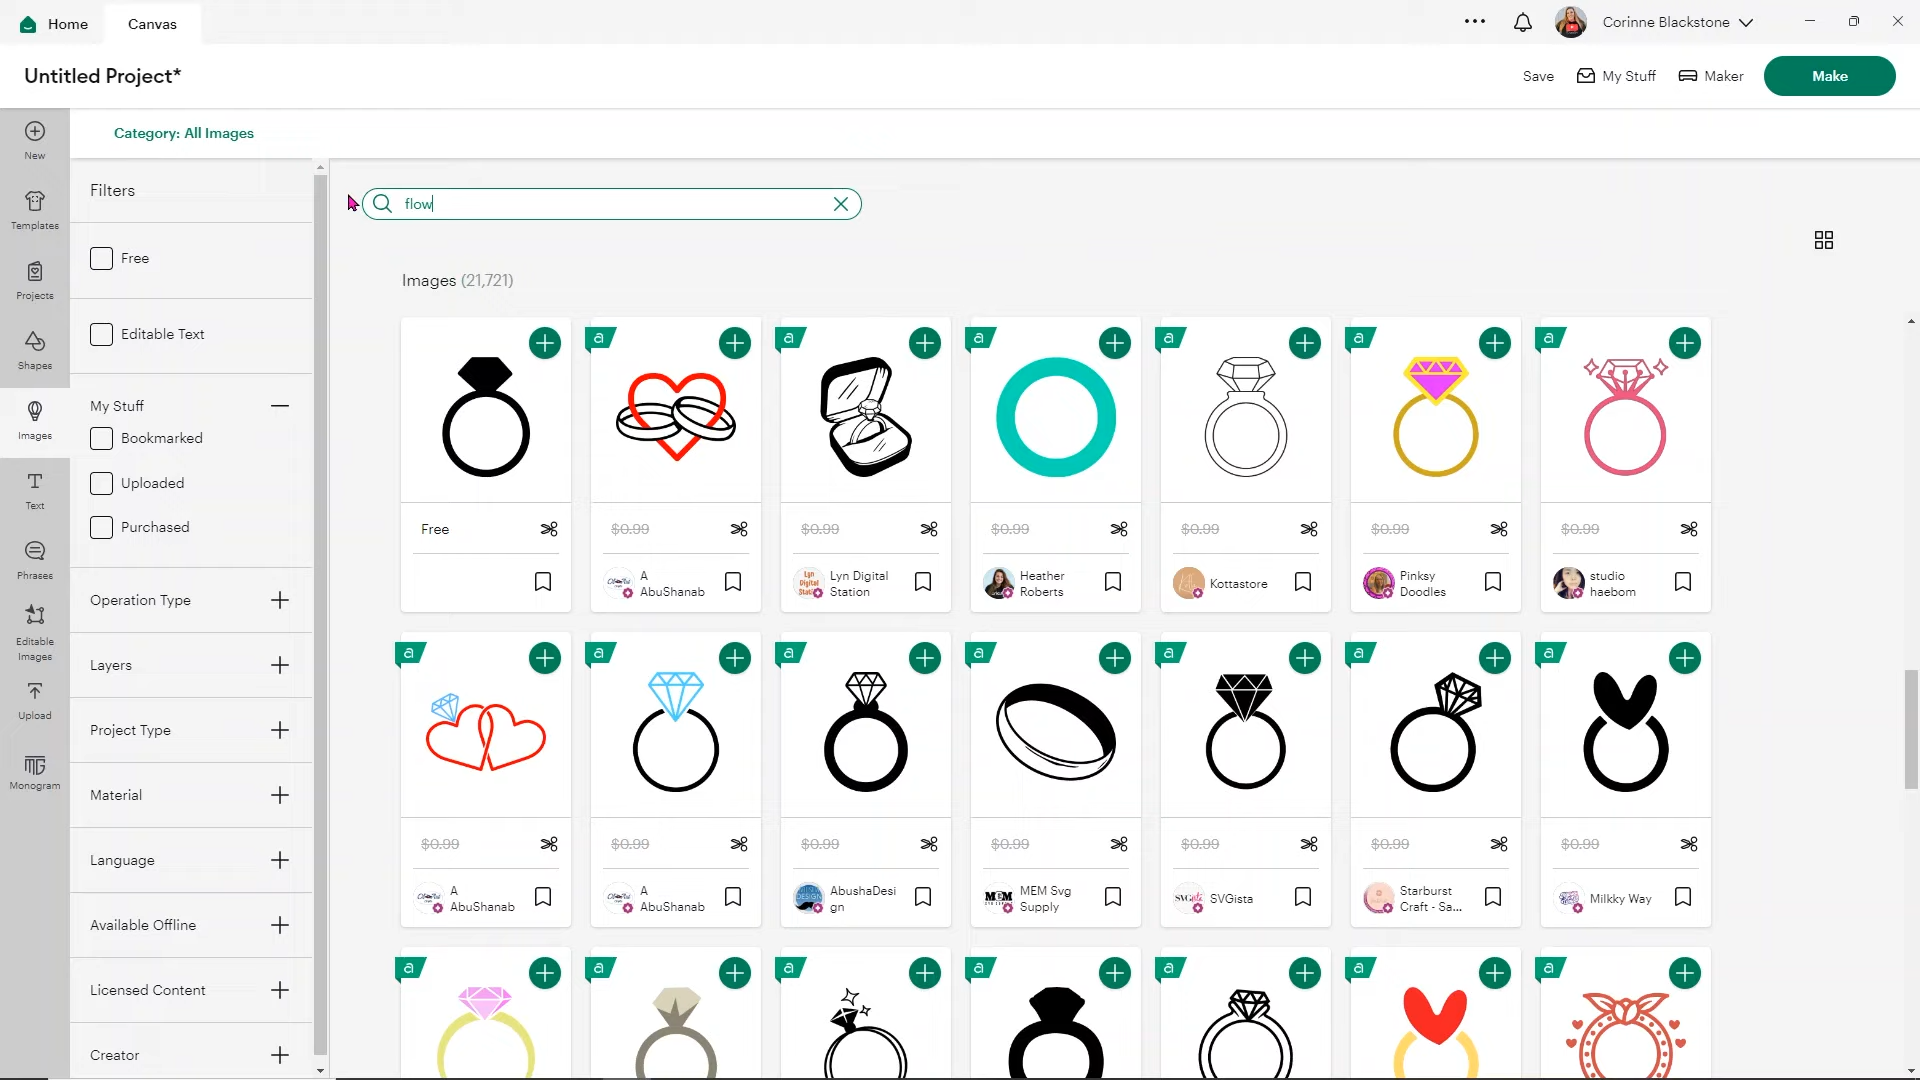 Home
Canvas
Corinne Blackstone
Untitled Project*
Save
My Stuff
Maker
Make
New
Templates
Projects
Shapes
Images
Text
Phrases
Editable
Images
Upload
Monogram
Category: All Images
Filters
Free
Editable Text
My Stuff
Bookmarked
Uploaded
Purchased
Operation Type
Layers
Project Type
Material
Language
Available Offline
Licensed Content
Creator
flow
Images (21,721)
a a a a a a
Free $0.99 $0.99 $0.99 $0.99 $0.99 $0.99
A
AbuShanab
Lyn Digital
Station
Heather
Roberts
Kottastore
Pinksy
Doodles
studio
haebom
a a a a a a a
$0.99 $0.99 $0.99 $0.99 $0.99 $0.99 $0.99
A
AbuShanab
A
AbuShanab
AbushaDesi
gn
MEM Svg
Supply
SVGista
Starburst
Craft - Sa...
Milkky Way
a a a a a a a